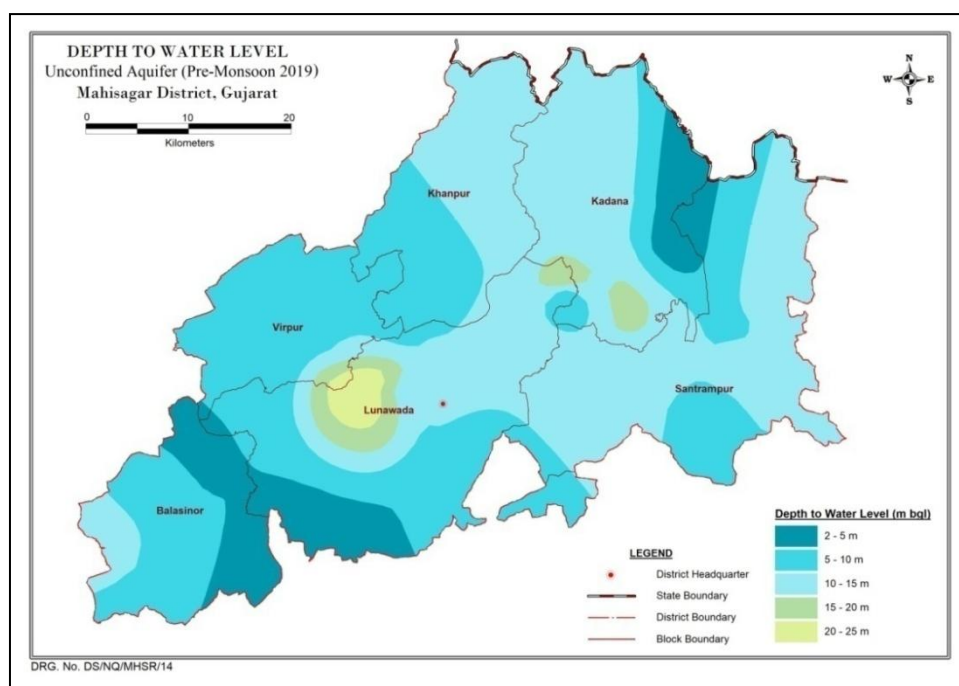 DEPTH TO WATER LEVEL
Unconfined Aquifer (Pre-Monsoon 2019)
Mahisagar District, Gujarat
0 10 20
Kilometers
N
W E
S
Khanpur
Kadana
Virpur
Lunawada
Santrampur
Balasinor
LEGEND
District Headquarter
State Boundary
District Boundary
Block Boundary
Depth to Water Level (m bgl)
2 - 5 m
5 - 10 m
10 - 15 m
15 - 20 m
20 - 25 m
DRG. No. DS/NQ/MHSR/14